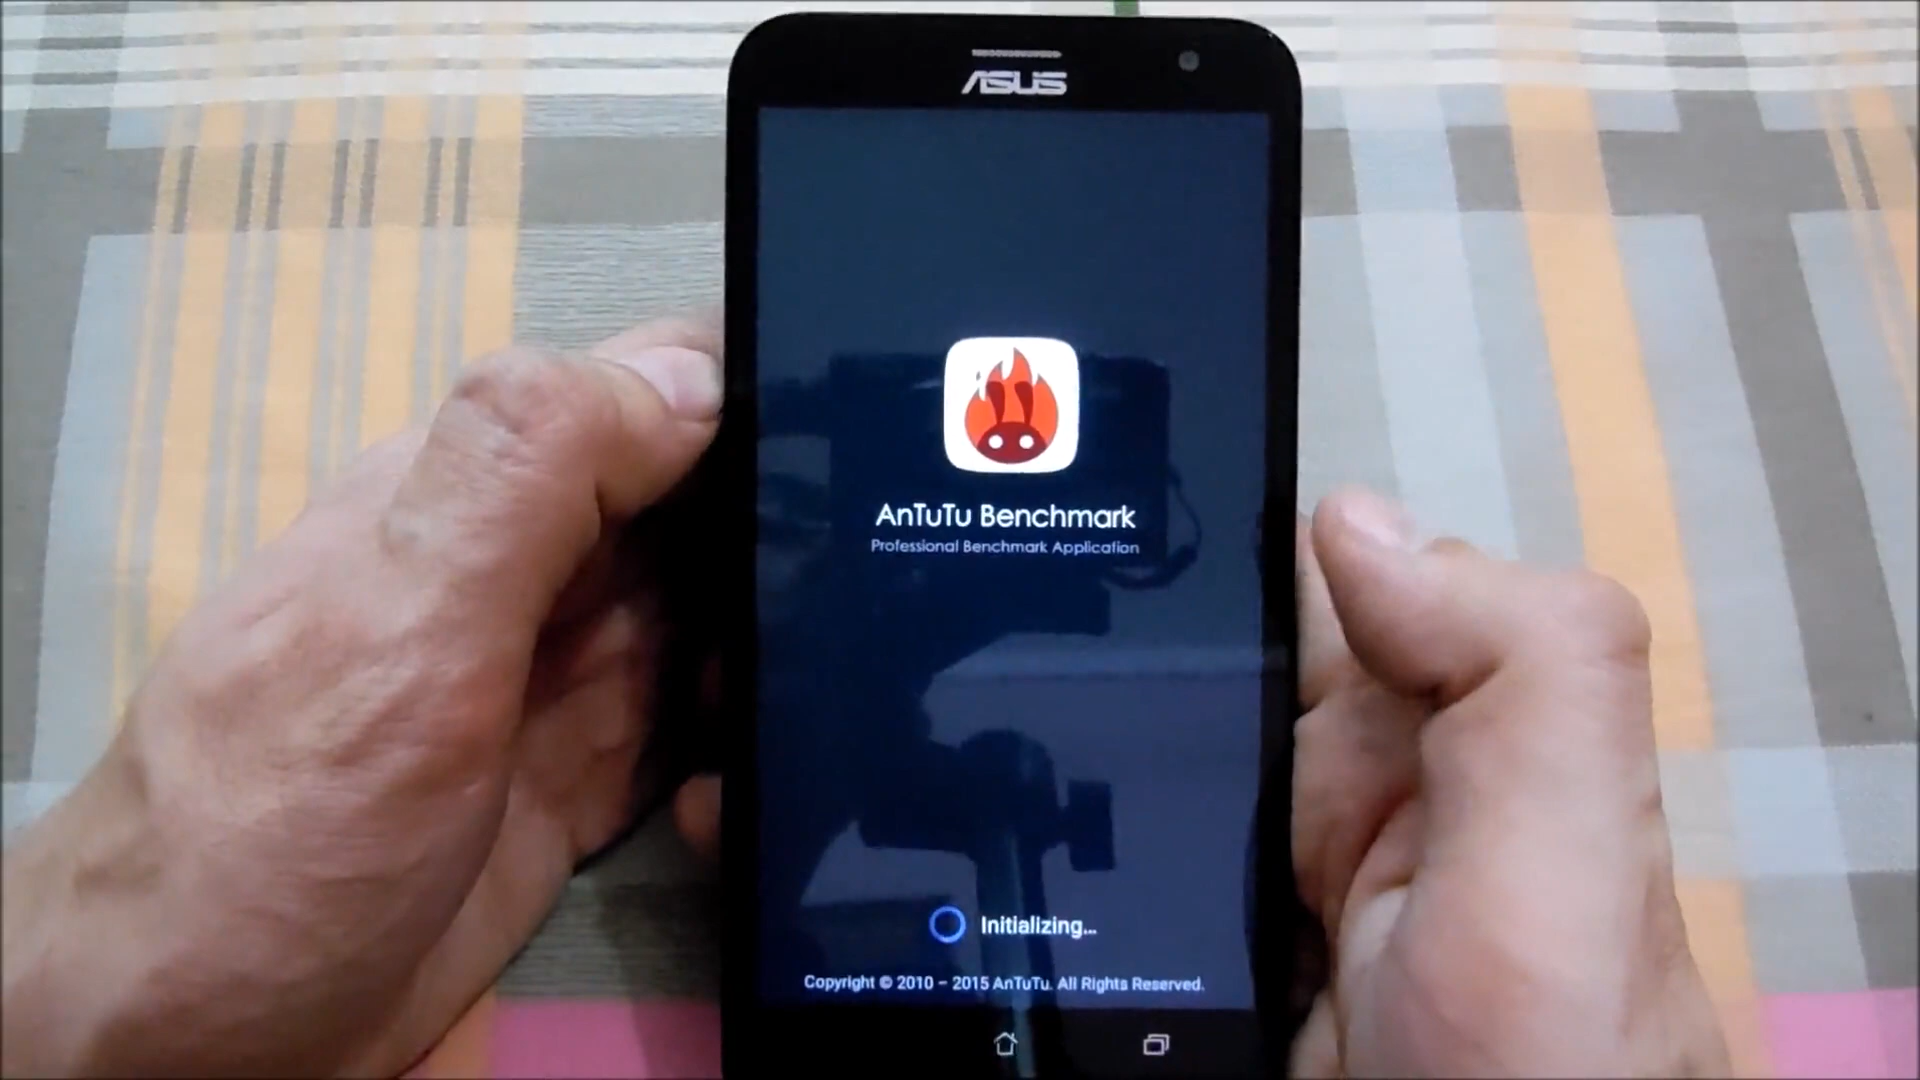 ASUS
AnTuTu Benchmark
Professional Benchmark Application
Initializing...
Copyright © 2010 – 2015 AnTuTu. All Rights Reserved.